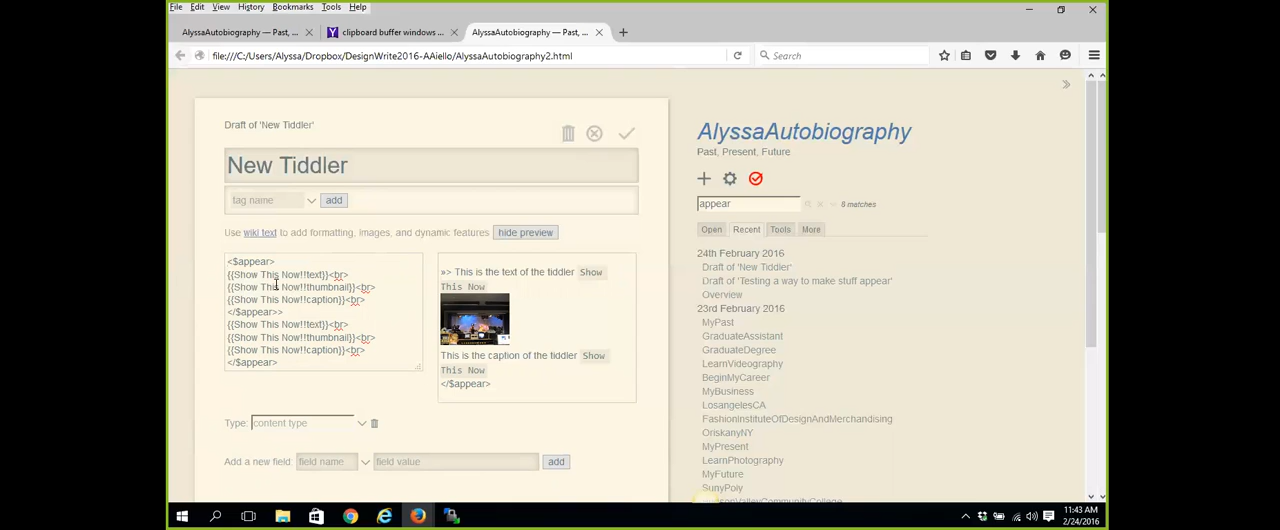 File Edit View History Bookmarks Tools Help
AlyssaAutobiography — Past, ... clipboard buffer windows ... AlyssaAutobiography — Past, ...
file:///C:/Users/Alyssa/Dropbox/DesignWrite2016-AAiello/AlyssaAutobiography2.html Search
Draft of 'New Tiddler'
New Tiddler
tag name add
Use wiki text to add formatting, images, and dynamic features hide preview
<$appear>
{{Show This Now!!text}}<br>
{{Show This Now!!thumbnail}}<br>
{{Show This Now!!caption}}<br>
</$appear>>
{{Show This Now!!text}}<br>
{{Show This Now!!thumbnail}}<br>
{{Show This Now!!caption}}<br>
</$appear>
»> This is the text of the tiddler Show
This Now
This is the caption of the tiddler Show
This Now
</$appear>
Type: content type
Add a new field: field name field value add
AlyssaAutobiography
Past, Present, Future
appear 8 matches
Open Recent Tools More
24th February 2016
Draft of 'New Tiddler'
Draft of 'Testing a way to make stuff appear'
Overview
23rd February 2016
MyPast
GraduateAssistant
GraduateDegree
LearnVideography
BeginMyCareer
MyBusiness
LosangelesCA
FashionInstituteOfDesignAndMerchandising
OriskanyNY
MyPresent
LearnPhotography
MyFuture
SunyPoly
11:43 AM
2/24/2016